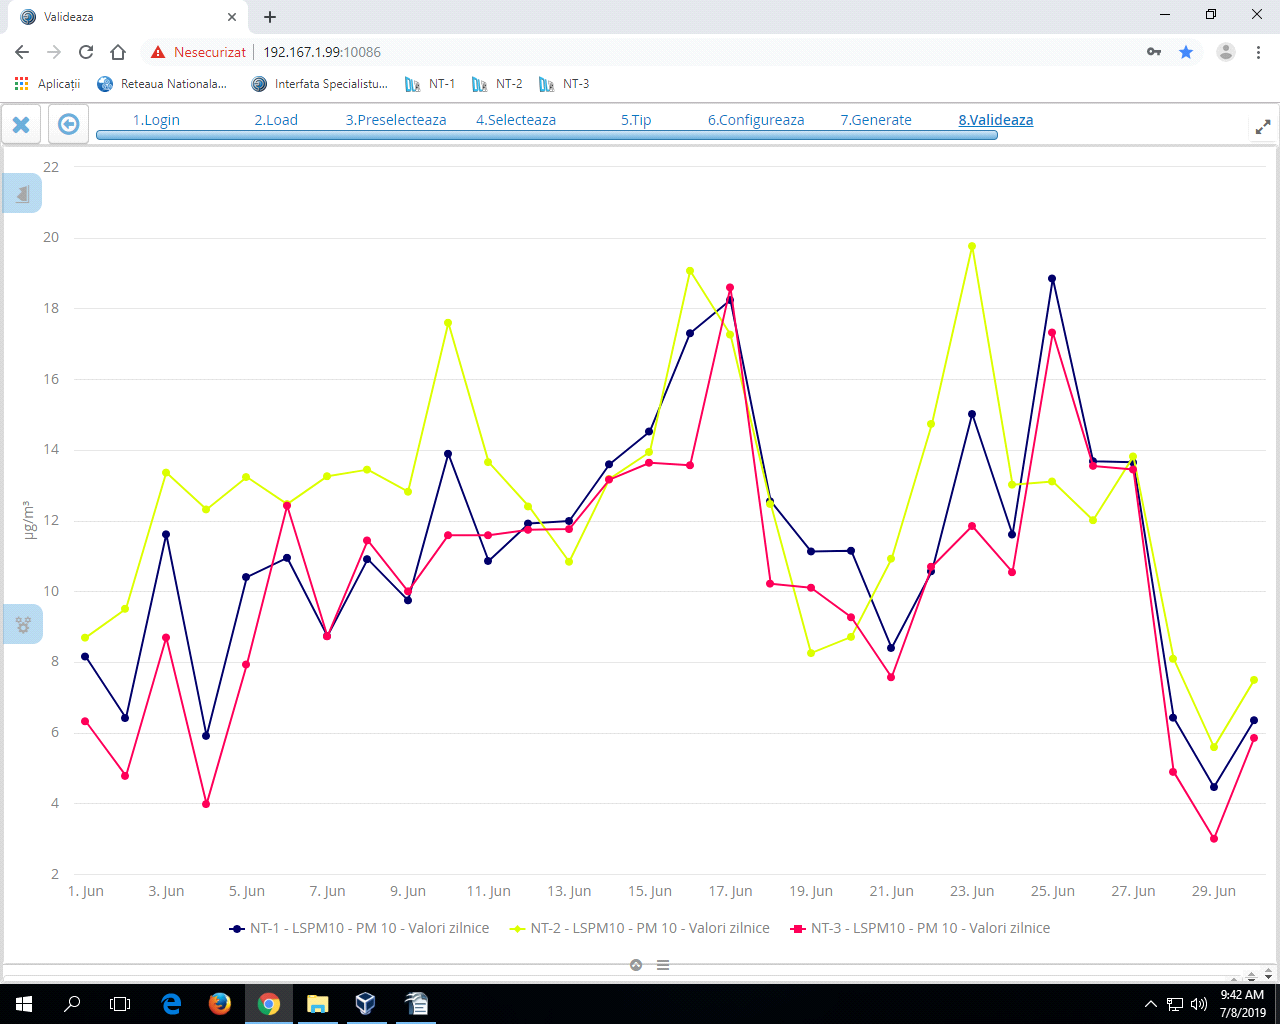 Valideaza
Nesecurizat 192.167.1.99:10086
Aplicații Reteaua Nationala... Interfata Specialistu... NT-1 NT-2 NT-3
1.Login 2.Load 3.Preselecteaza 4.Selecteaza 5.Tip 6.Configureaza 7.Generate 8.Valideaza
22
20
18
16
14
12
10
8
6
4
2
µg/m³
1. Jun 3. Jun 5. Jun 7. Jun 9. Jun 11. Jun 13. Jun 15. Jun 17. Jun 19. Jun 21. Jun 23. Jun 25. Jun 27. Jun 29. Jun
NT-1 - LSPM10 - PM 10 - Valori zilnice NT-2 - LSPM10 - PM 10 - Valori zilnice NT-3 - LSPM10 - PM 10 - Valori zilnice
9:42 AM
7/8/2019